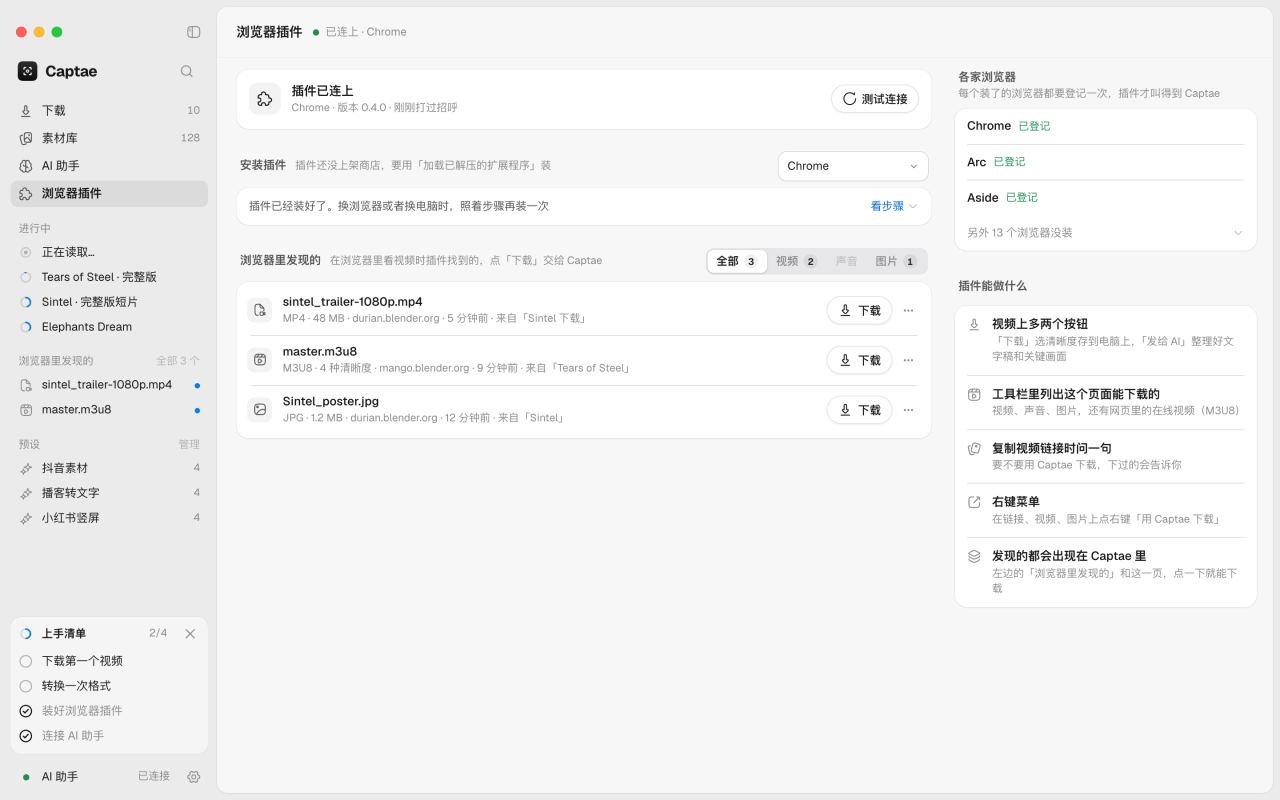 Captae
下载 10
素材库 128
AI 助手
浏览器插件
进行中
正在读取...
Tears of Steel · 完整版
Sintel · 完整版短片
Elephants Dream
浏览器里发现的 全部 3 个
sintel_trailer-1080p.mp4
master.m3u8
预设 管理
抖音素材 4
播客转文字 4
小红书竖屏 4
上手清单 2/4
下载第一个视频
转换一次格式
装好浏览器插件
连接 AI 助手
AI 助手 已连接
浏览器插件 已连上 · Chrome
插件已连上
Chrome · 版本 0.4.0 · 刚刚打过招呼
测试连接
安装插件 插件还没上架商店，要用「加载已解压的扩展程序」装
Chrome
插件已经装好了。换浏览器或者换电脑时，照着步骤再装一次
看步骤
浏览器里发现的 在浏览器里看视频时插件找到的，点「下载」交给 Captae
全部 3 视频 2 声音 图片 1
sintel_trailer-1080p.mp4
MP4 · 48 MB · durian.blender.org · 5 分钟前 · 来自「Sintel 下载」
下载
master.m3u8
M3U8 · 4 种清晰度 · mango.blender.org · 9 分钟前 · 来自「Tears of Steel」
下载
Sintel_poster.jpg
JPG · 1.2 MB · durian.blender.org · 12 分钟前 · 来自「Sintel」
下载
各家浏览器
每个装了的浏览器都要登记一次，插件才叫得到 Captae
Chrome 已登记
Arc 已登记
Aside 已登记
另外 13 个浏览器没装
插件能做什么
视频上多两个按钮
「下载」选清晰度存到电脑上，「发给 AI」整理好文
字稿和关键画面
工具栏里列出这个页面能下载的
视频、声音、图片，还有网页里的在线视频（M3U8）
复制视频链接时问一句
要不要用 Captae 下载，下过的会告诉你
右键菜单
在链接、视频、图片上点右键「用 Captae 下载」
发现的都会出现在 Captae 里
左边的「浏览器里发现的」和这一页，点一下就能下
载